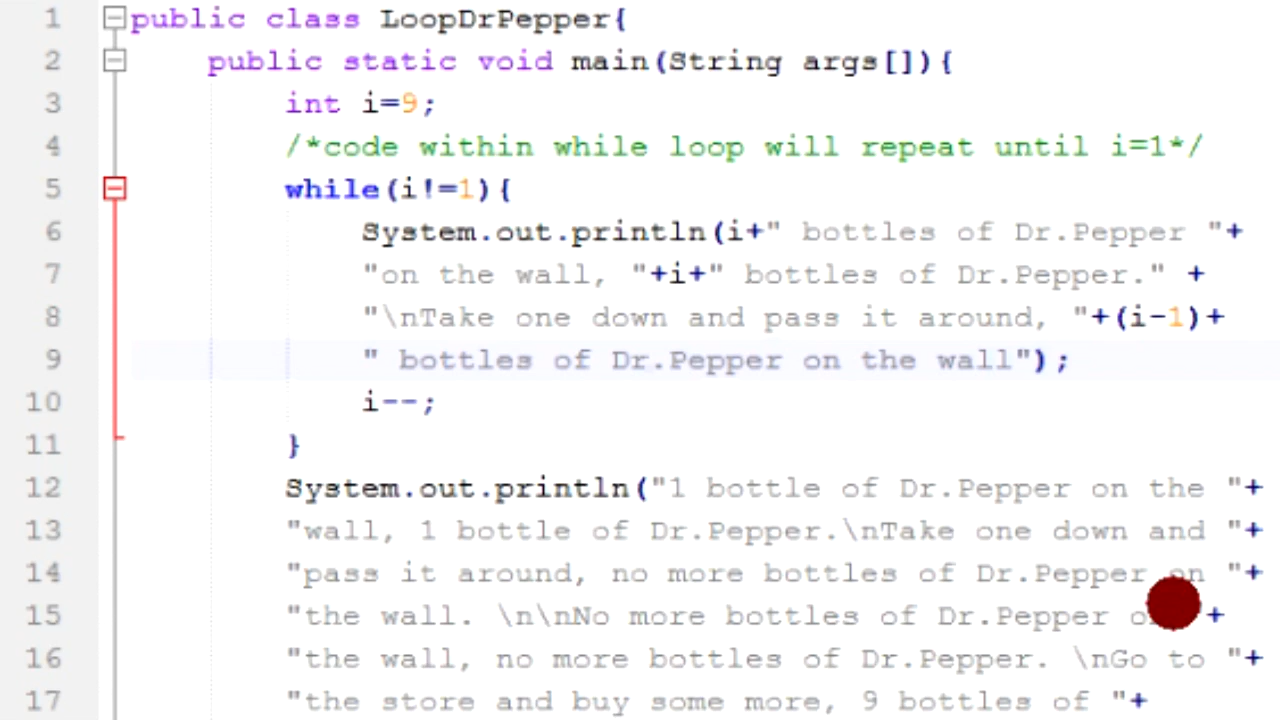 1 public class LoopDrPepper{
2 public static void main(String args[]){
3 int i=9;
4 /*code within while loop will repeat until i=1*/
5 while(i!=1){
6 System.out.println(i+" bottles of Dr.Pepper "+
7 "on the wall, "+i+" bottles of Dr.Pepper." +
8 "\nTake one down and pass it around, "+(i-1)+
9 " bottles of Dr.Pepper on the wall");
10 i--;
11 }
12 System.out.println("1 bottle of Dr.Pepper on the "+
13 "wall, 1 bottle of Dr.Pepper.\nTake one down and "+
14 "pass it around, no more bottles of Dr.Pepper on "+
15 "the wall. \n\nNo more bottles of Dr.Pepper +
16 "the wall, no more bottles of Dr.Pepper. \nGo to "+
17 "the store and buy some more, 9 bottles of "+